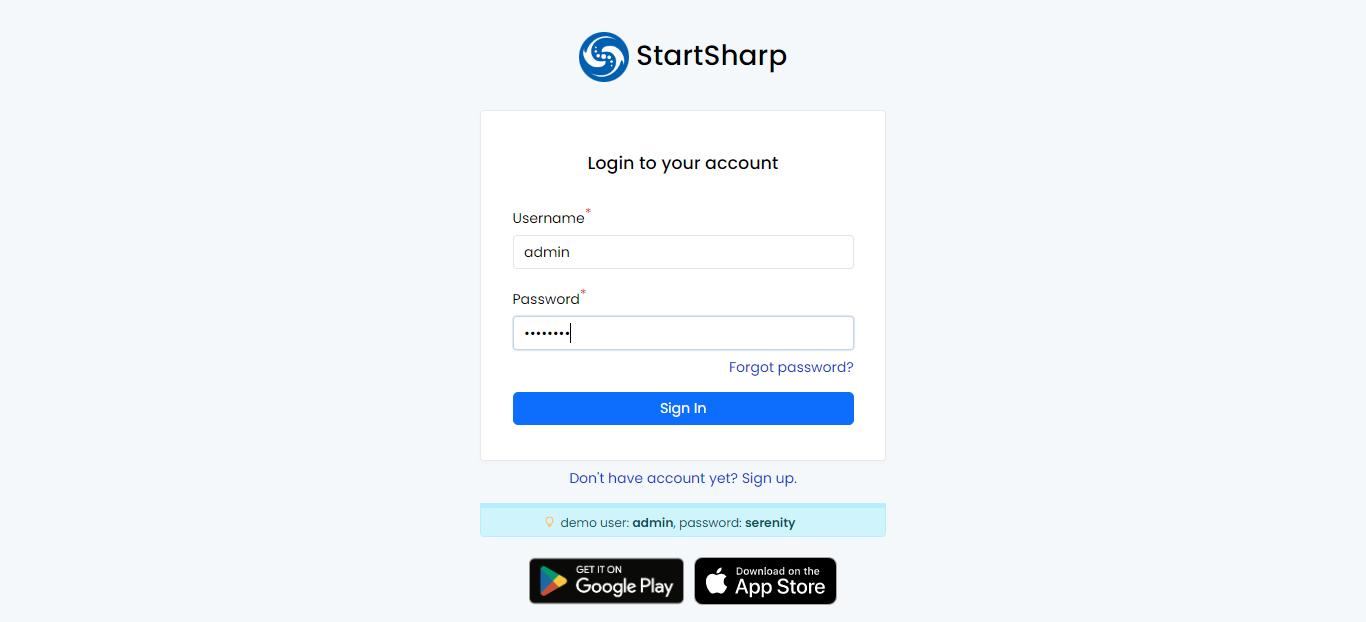 StartSharp
Login to your account
Username*
admin
Password*
••••••••
Forgot password?
Sign In
Don't have account yet? Sign up.
demo user: admin, password: serenity
GET IT ON
Google Play
Download on the
App Store